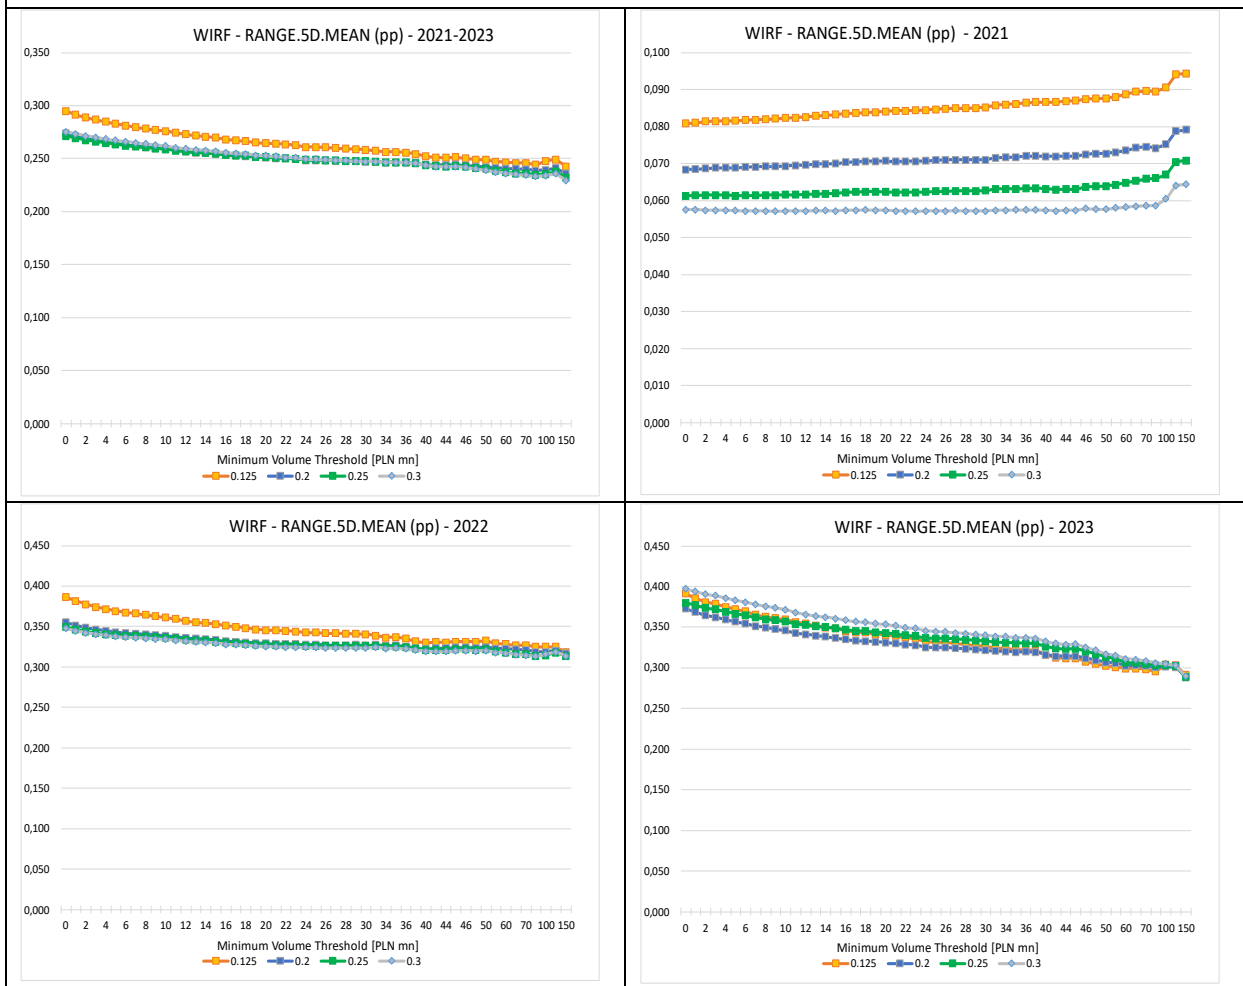 WIRF - RANGE.5D.MEAN (pp) - 2021-2023
0,350
0,300
0,250
0,200
0,150
0,100
0,050
0,000
0 2 4 6 8 10 12 14 16 18 20 22 24 26 28 30 34 36 40 44 46 50 60 70 100 150
Minimum Volume Threshold [PLN mn]
0.125 0.2 0.25 0.3
WIRF - RANGE.5D.MEAN (pp) - 2021
0,100
0,090
0,080
0,070
0,060
0,050
0,040
0,030
0,020
0,010
0,000
0 2 4 6 8 10 12 14 16 18 20 22 24 26 28 30 34 36 40 44 46 50 60 70 100 150
Minimum Volume Threshold [PLN mn]
0.125 0.2 0.25 0.3
WIRF - RANGE.5D.MEAN (pp) - 2022
0,450
0,400
0,350
0,300
0,250
0,200
0,150
0,100
0,050
0,000
0 2 4 6 8 10 12 14 16 18 20 22 24 26 28 30 34 36 40 44 46 50 60 70 100 150
Minimum Volume Threshold [PLN mn]
0.125 0.2 0.25 0.3
WIRF - RANGE.5D.MEAN (pp) - 2023
0,450
0,400
0,350
0,300
0,250
0,200
0,150
0,100
0,050
0,000
0 2 4 6 8 10 12 14 16 18 20 22 24 26 28 30 34 36 40 44 46 50 60 70 100 150
Minimum Volume Threshold [PLN mn]
0.125 0.2 0.25 0.3